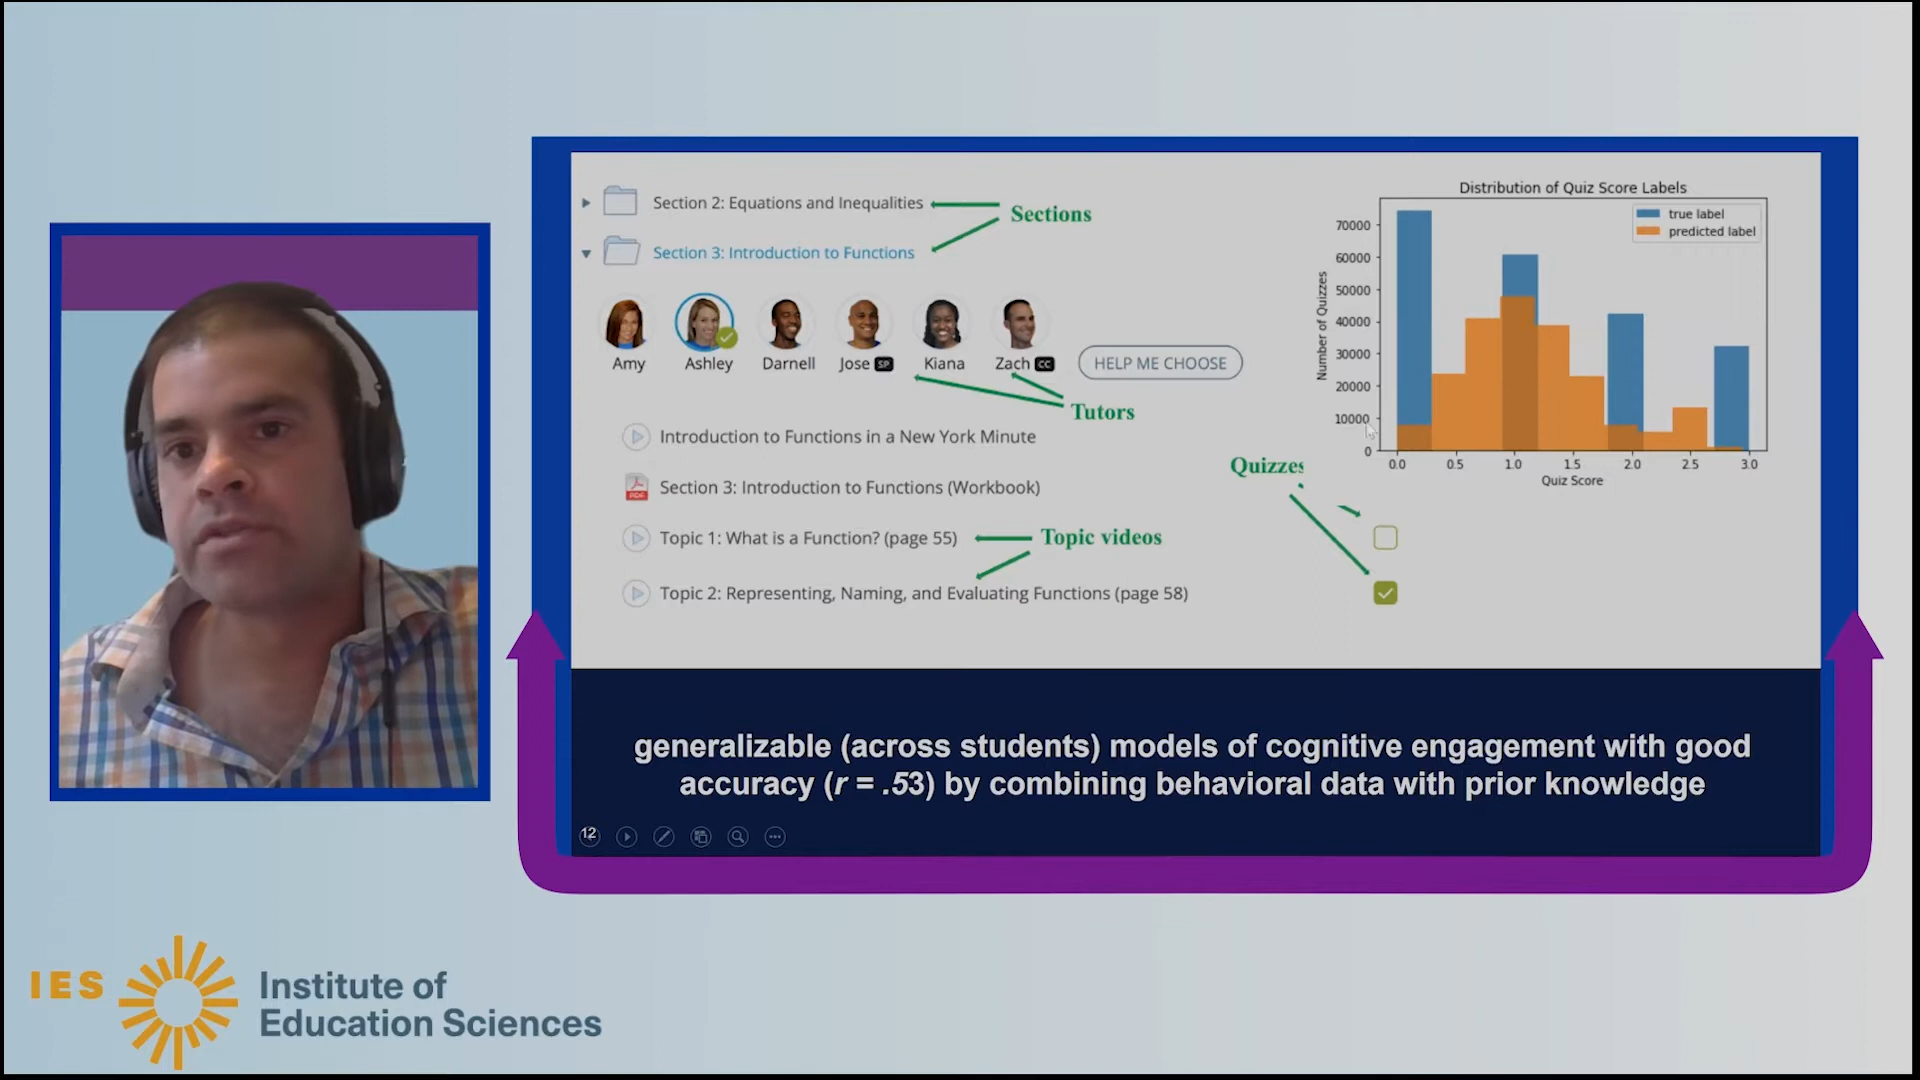 Section 2: Equations and Inequalities
Sections
Section 3: Introduction to Functions
Amy
Ashley
Darnell
Jose SP
Kiana
Zach CC
HELP ME CHOOSE
Tutors
Introduction to Functions in a New York Minute
Section 3: Introduction to Functions (Workbook)
Topic 1: What is a Function? (page 55)
Topic videos
Topic 2: Representing, Naming, and Evaluating Functions (page 58)
Quizzes
PDF
Distribution of Quiz Score Labels
true label
predicted label
Number of Quizzes
70000
60000
50000
40000
30000
20000
10000
0
0.0 0.5 1.0 1.5 2.0 2.5 3.0
Quiz Score
generalizable (across students) models of cognitive engagement with good
accuracy (r = .53) by combining behavioral data with prior knowledge
12
IES
Institute of
Education Sciences